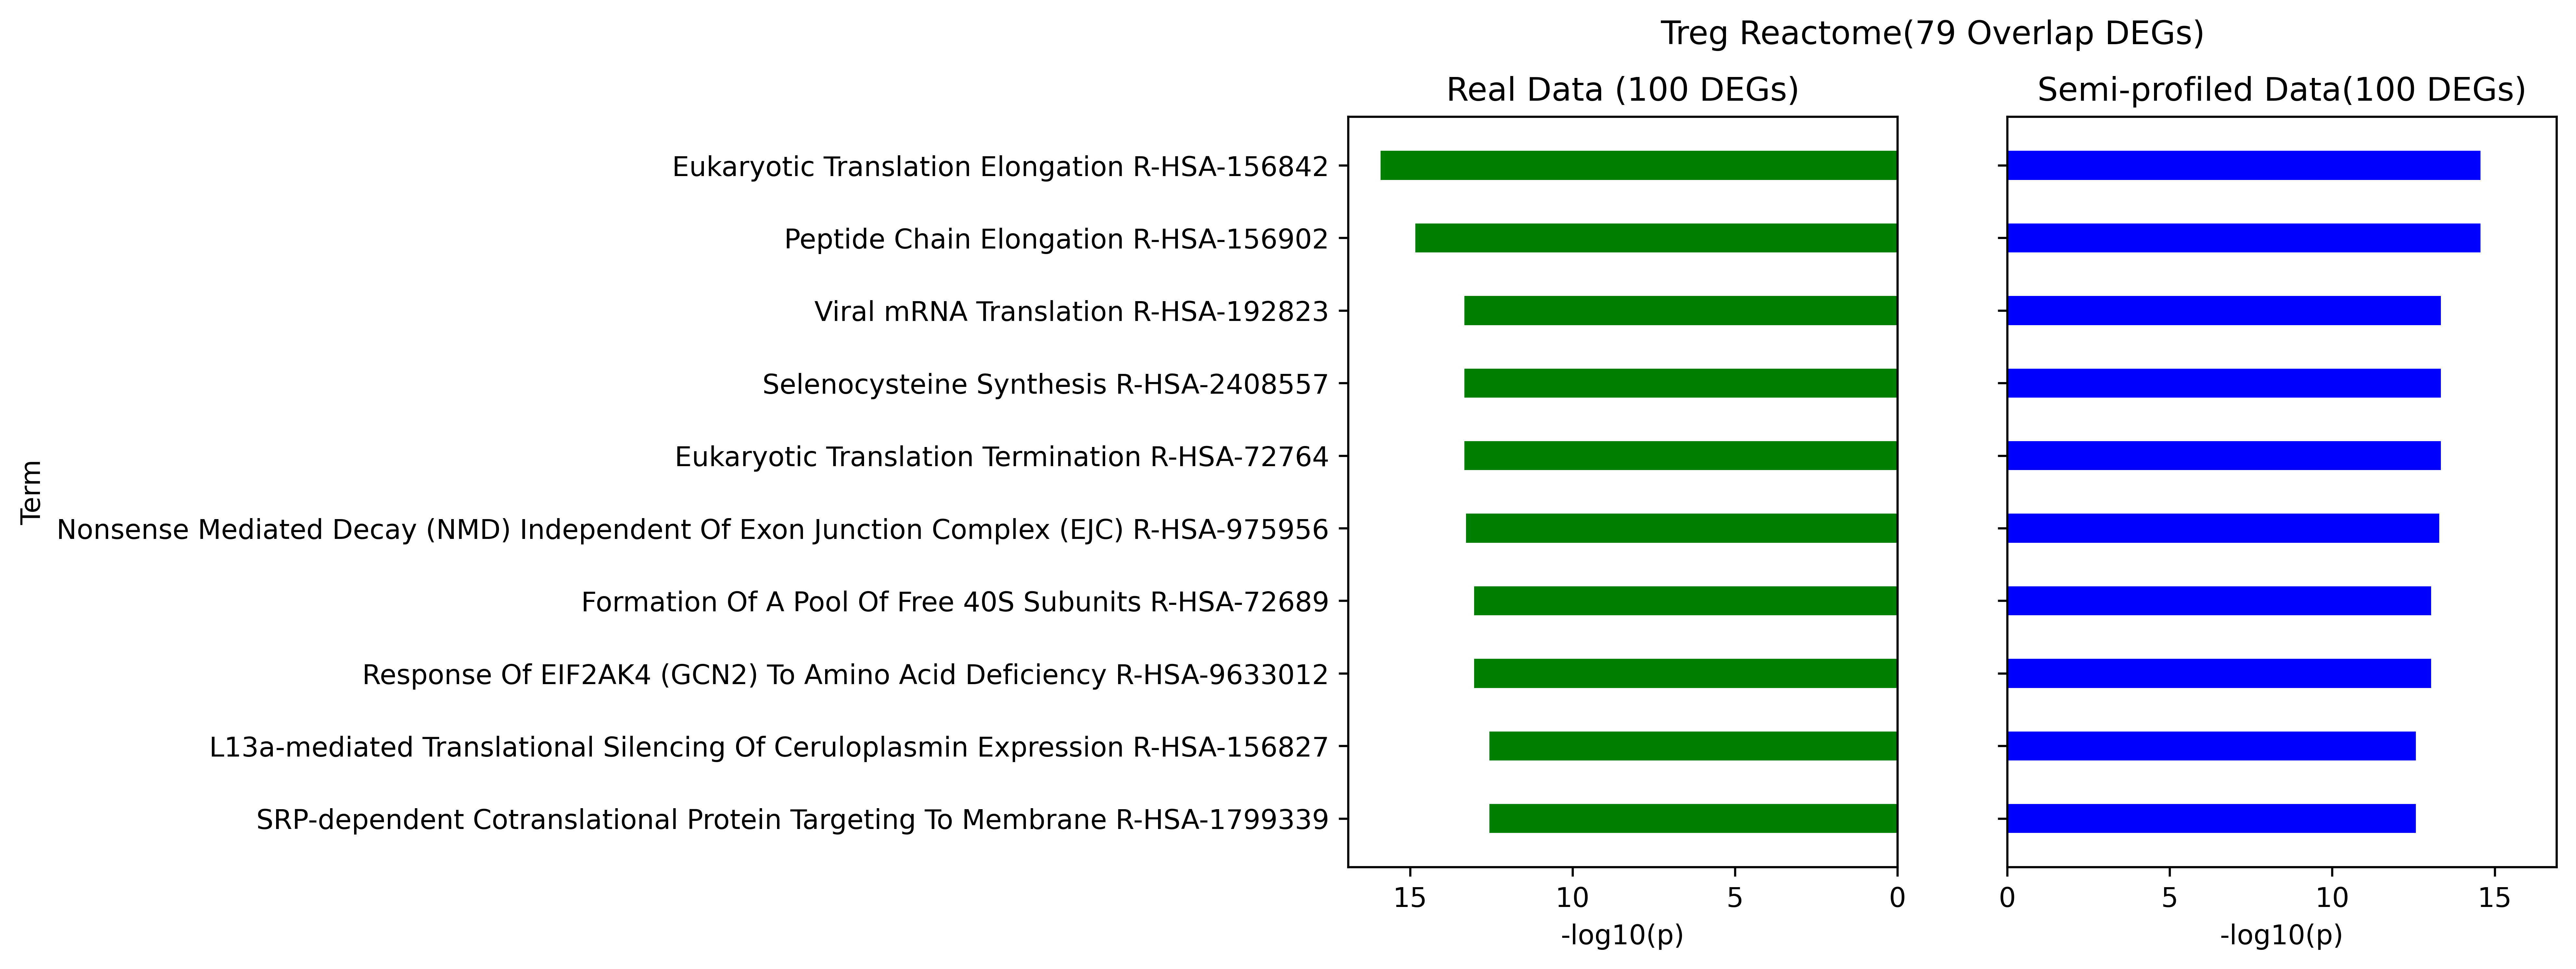 Treg Reactome(79 Overlap DEGs)
Real Data (100 DEGs)
Semi-profiled Data(100 DEGs)
Term
Eukaryotic Translation Elongation R-HSA-156842
Peptide Chain Elongation R-HSA-156902
Viral mRNA Translation R-HSA-192823
Selenocysteine Synthesis R-HSA-2408557
Eukaryotic Translation Termination R-HSA-72764
Nonsense Mediated Decay (NMD) Independent Of Exon Junction Complex (EJC) R-HSA-975956
Formation Of A Pool Of Free 40S Subunits R-HSA-72689
Response Of EIF2AK4 (GCN2) To Amino Acid Deficiency R-HSA-9633012
L13a-mediated Translational Silencing Of Ceruloplasmin Expression R-HSA-156827
SRP-dependent Cotranslational Protein Targeting To Membrane R-HSA-1799339
15 10 5 0
-log10(p)
0 5 10 15
-log10(p)